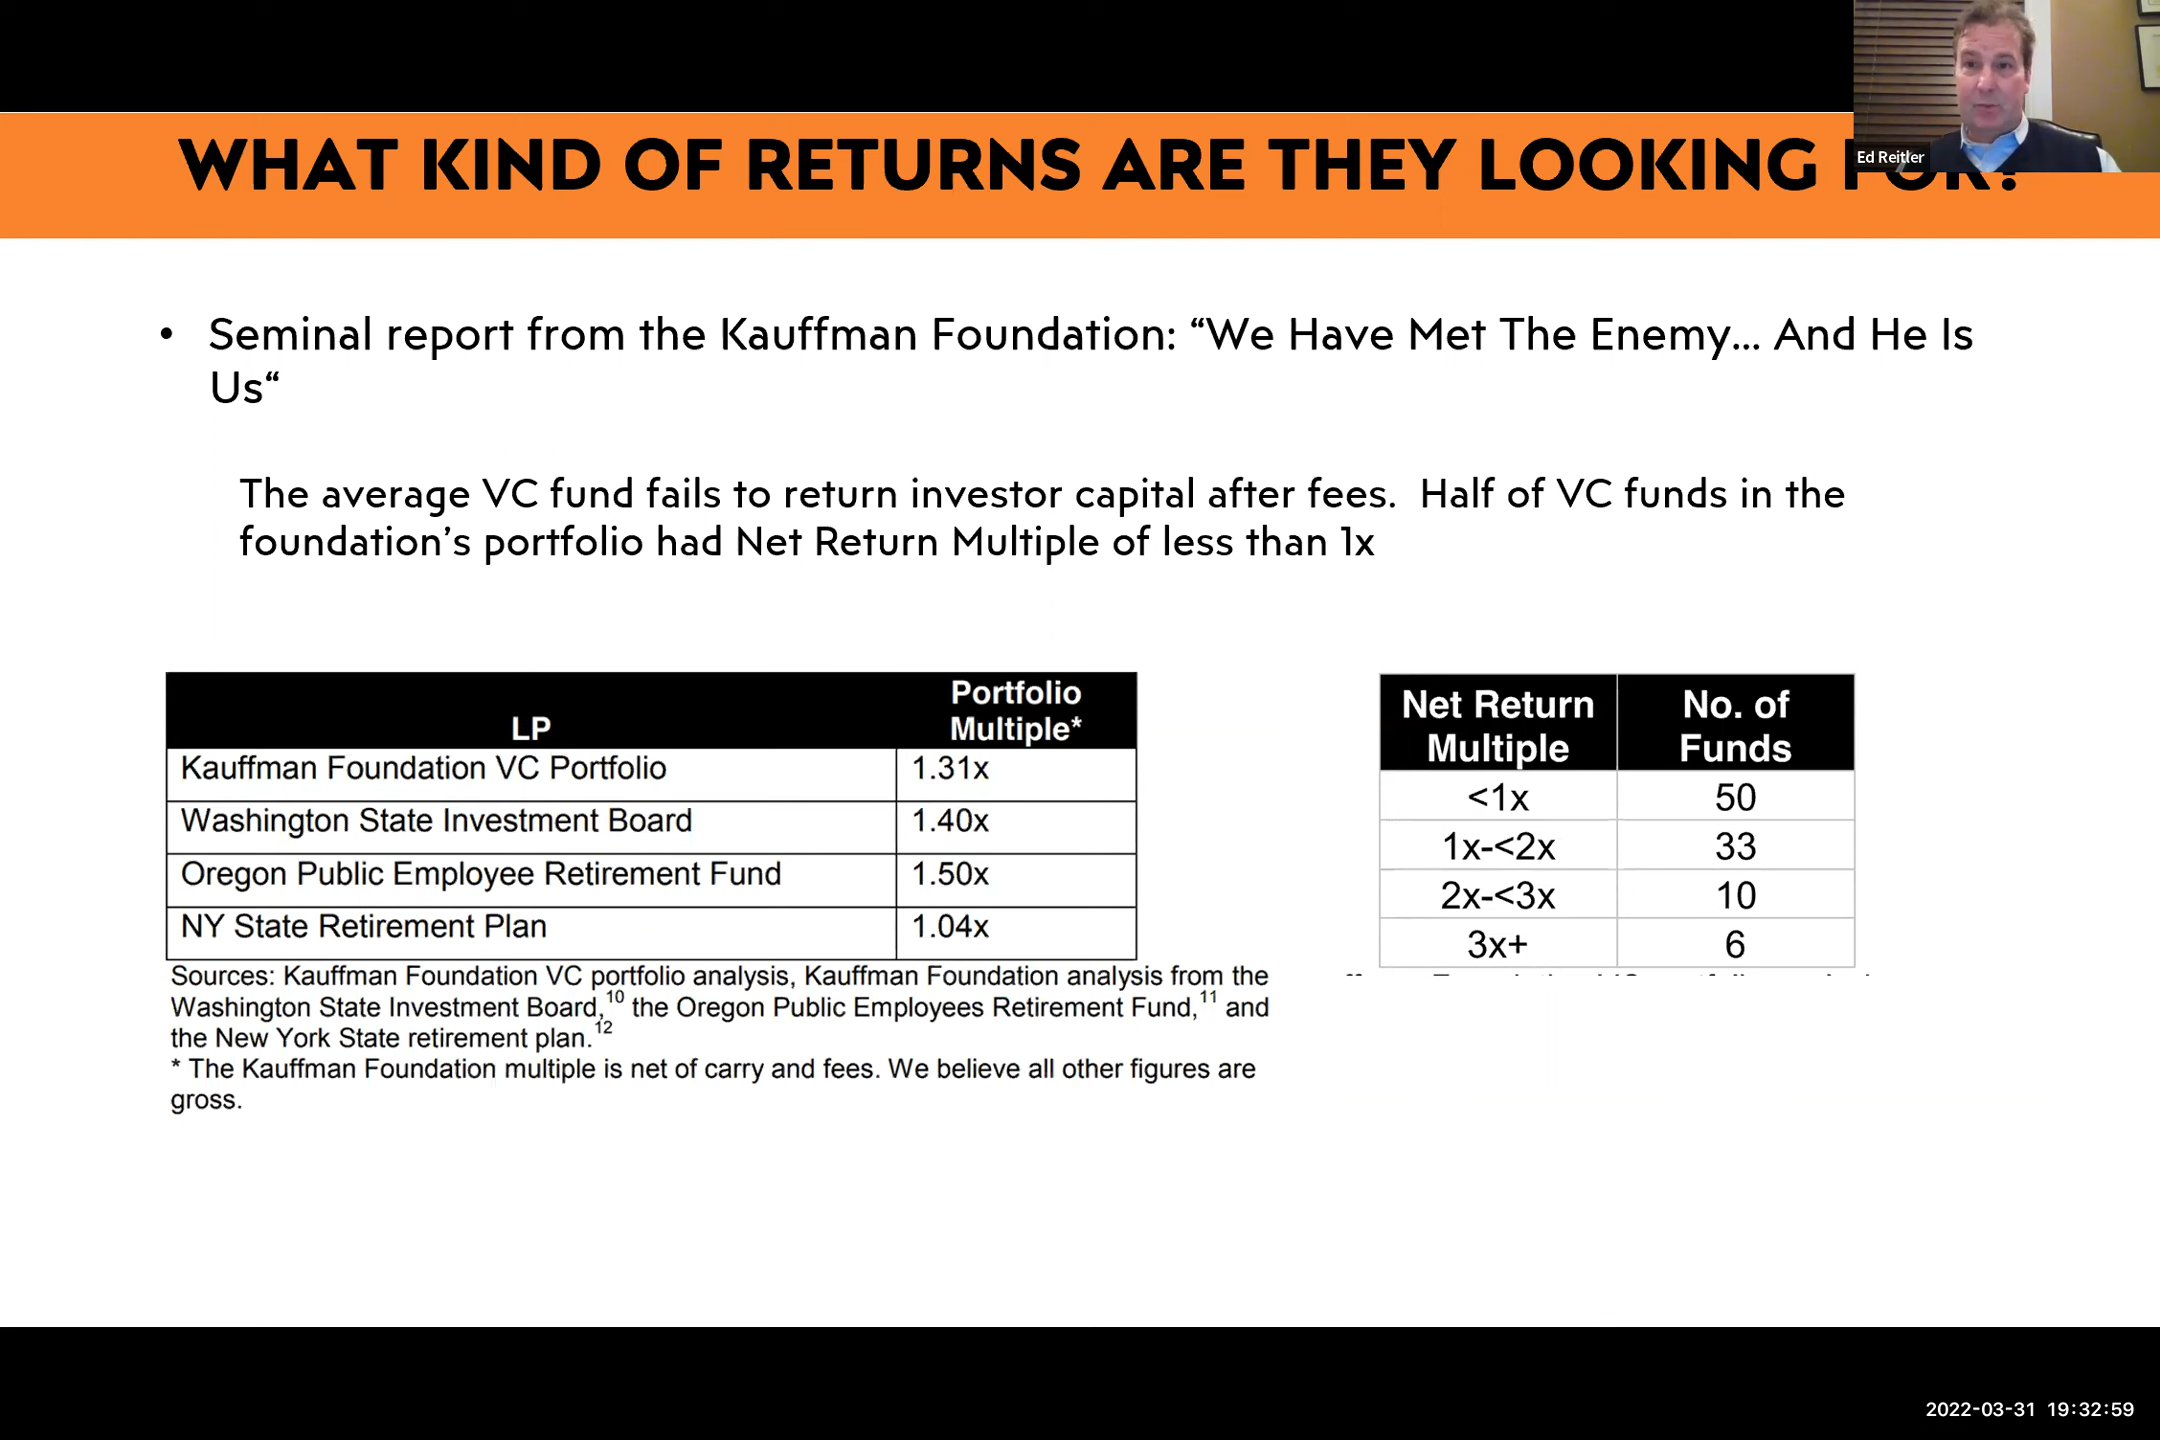 WHAT KIND OF RETURNS ARE THEY LOOKING FOR?
Ed Reitler
• Seminal report from the Kauffman Foundation: “We Have Met The Enemy... And He Is
Us“
The average VC fund fails to return investor capital after fees. Half of VC funds in the
foundation’s portfolio had Net Return Multiple of less than 1x
LP Portfolio Multiple*
Kauffman Foundation VC Portfolio 1.31x
Washington State Investment Board 1.40x
Oregon Public Employee Retirement Fund 1.50x
NY State Retirement Plan 1.04x
Sources: Kauffman Foundation VC portfolio analysis, Kauffman Foundation analysis from the
Washington State Investment Board,10 the Oregon Public Employees Retirement Fund,11 and
the New York State retirement plan.12
* The Kauffman Foundation multiple is net of carry and fees. We believe all other figures are
gross.
Net Return Multiple No. of Funds
<1x 50
1x-<2x 33
2x-<3x 10
3x+ 6
2022-03-31 19:32:59